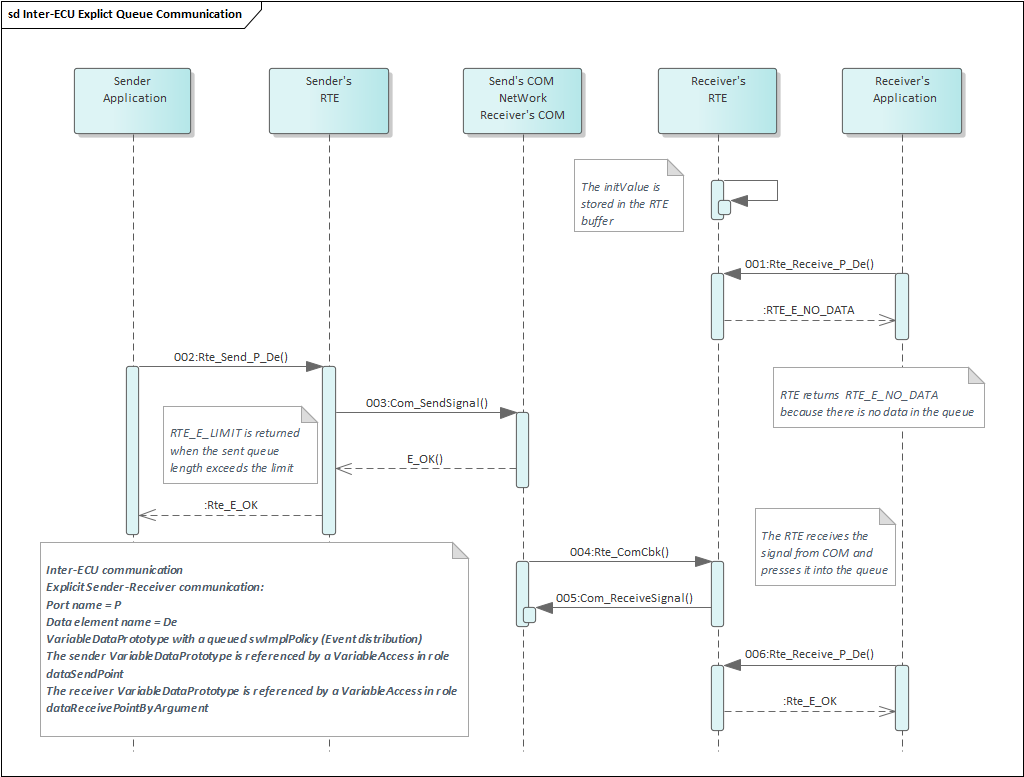 sd Inter-ECU Explict Queue Communication
Sender
Application
Sender's
RTE
Send's COM
NetWork
Receiver's COM
Receiver's
RTE
Receiver's
Application
The initValue is
stored in the RTE
buffer
001:Rte_Receive_P_De()
:RTE_E_NO_DATA
002:Rte_Send_P_De()
RTE returns RTE_E_NO_DATA
because there is no data in the queue
003:Com_SendSignal()
RTE_E_LIMIT is returned
when the sent queue
length exceeds the limit
E_OK()
:Rte_E_OK
The RTE receives the
signal from COM and
presses it into the queue
004:Rte_ComCbk()
005:Com_ReceiveSignal()
Inter-ECU communication
Explicit Sender-Receiver communication:
Port name = P
Data element name = De
VariableDataPrototype with a queued swImplPolicy (Event distribution)
The sender VariableDataPrototype is referenced by a VariableAccess in role
dataSendPoint
The receiver VariableDataPrototype is referenced by a VariableAccess in role
dataReceivePointByArgument
006:Rte_Receive_P_De()
:Rte_E_OK